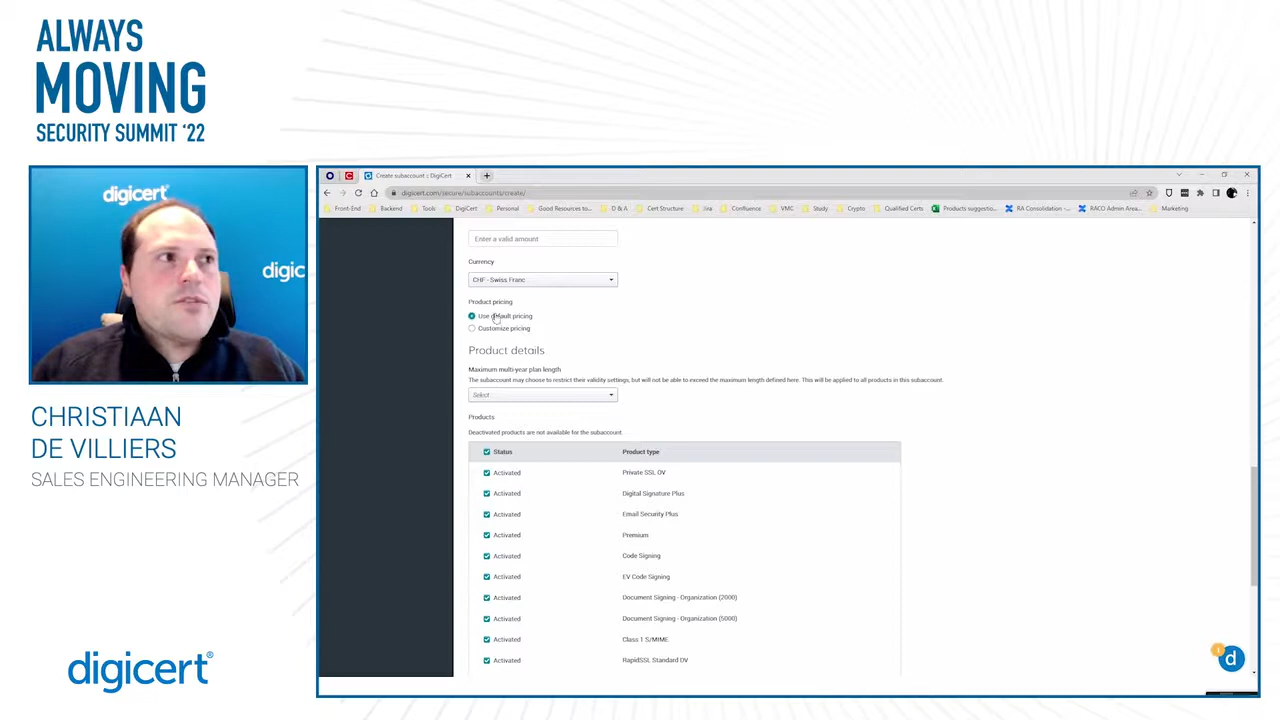 ALWAYS
MOVING
SECURITY SUMMIT '22
digicert
digic
CHRISTIAAN
DE VILLIERS
SALES ENGINEERING MANAGER
digicert®
Create subaccount :: DigiCert
digicert.com/secure/subaccounts/create/
Front-End Backend Tools DigiCert Personal Good Resources to... D & A Cert Structure Jira Confluence VMC Study Crypto Qualified Certs Products suggestio... RA Consolidation -... RACO Admin Area... Marketing
Enter a valid amount
Currency
CHF - Swiss Franc
Product pricing
Use default pricing
Customize pricing
Product details
Maximum multi-year plan length
The subaccount may choose to restrict their validity settings, but will not be able to exceed the maximum length defined here. This will be applied to all products in this subaccount.
Select
Products
Deactivated products are not available for the subaccount.
Status Product type
Activated Private SSL OV
Activated Digital Signature Plus
Activated Email Security Plus
Activated Premium
Activated Code Signing
Activated EV Code Signing
Activated Document Signing - Organization (2000)
Activated Document Signing - Organization (5000)
Activated Class 1 S/MIME
Activated RapidSSL Standard DV
d